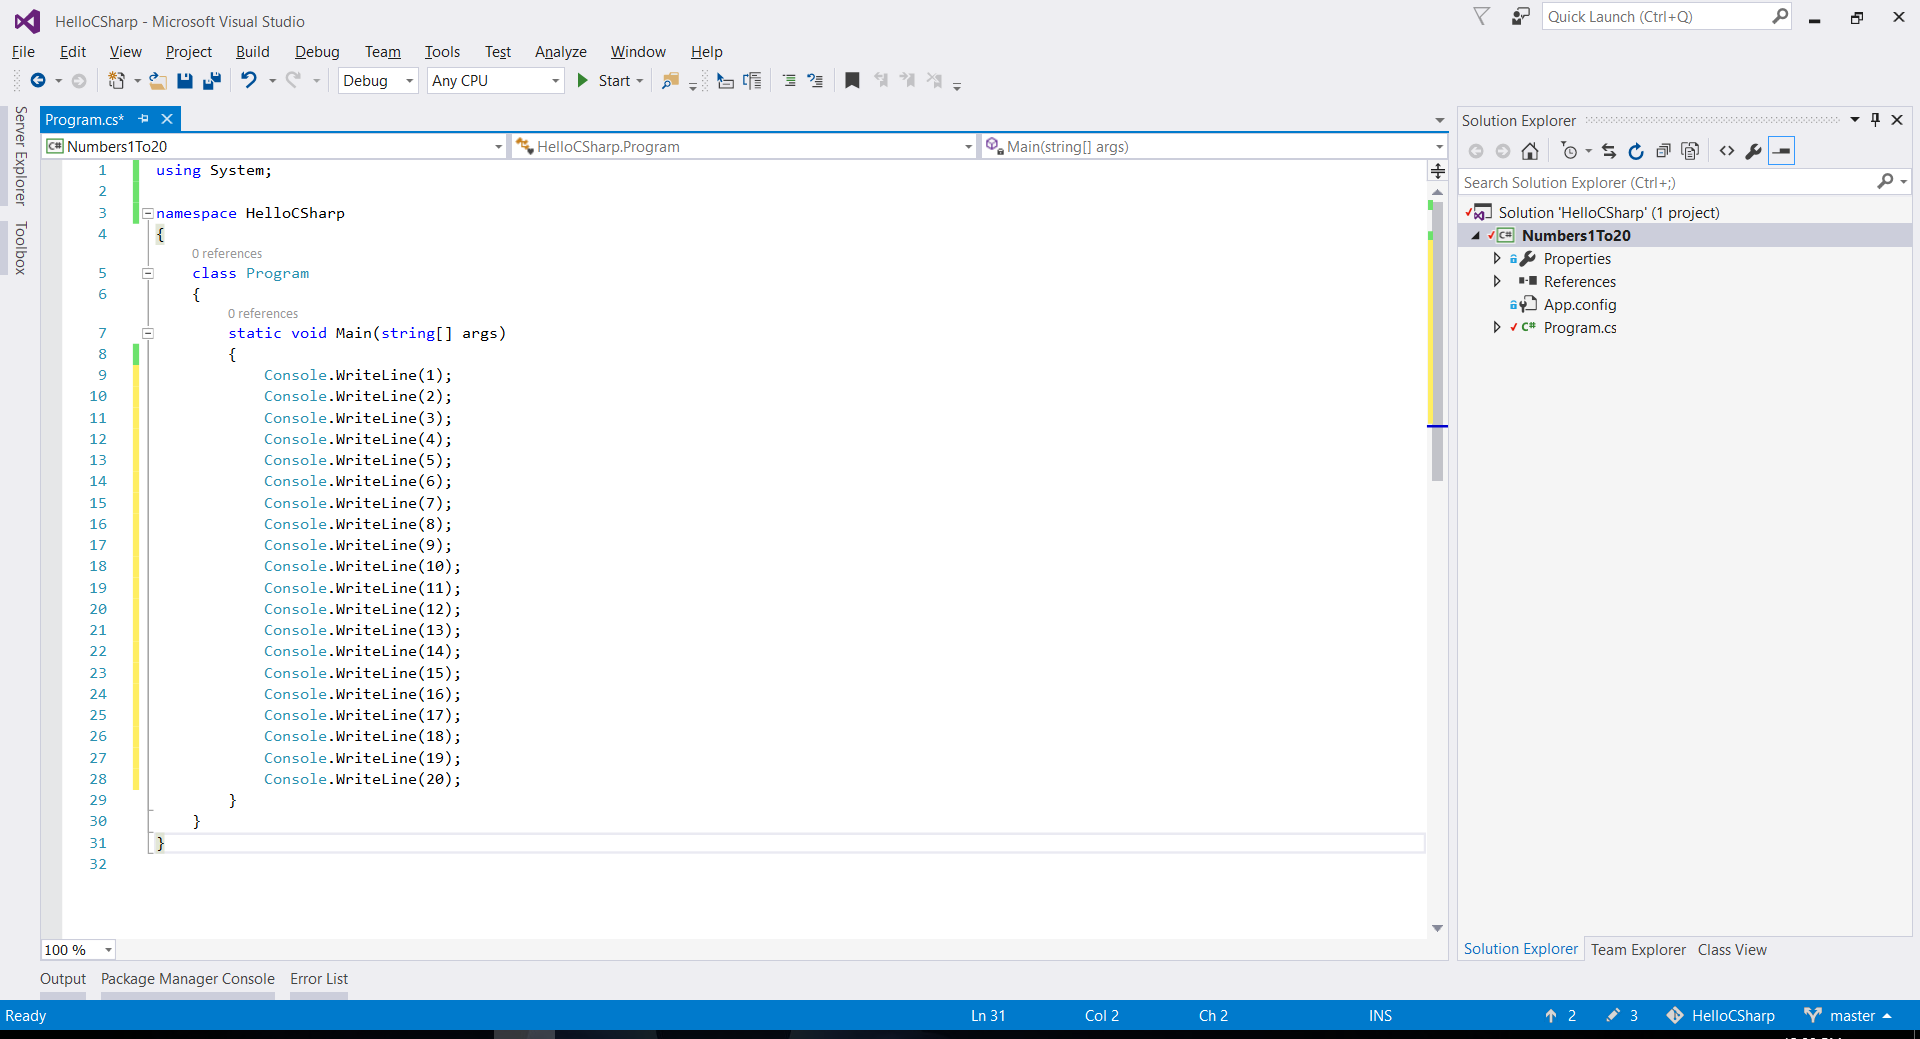 HelloCSharp - Microsoft Visual Studio
Quick Launch (Ctrl+Q)
File Edit View Project Build Debug Team Tools Test Analyze Window Help
Debug Any CPU Start
Server Explorer
Toolbox
Program.cs*
Numbers1To20 HelloCSharp.Program Main(string[] args)
1 using System;
2
3 namespace HelloCSharp
4 {
0 references
5 class Program
6 {
0 references
7 static void Main(string[] args)
8 {
9 Console.WriteLine(1);
10 Console.WriteLine(2);
11 Console.WriteLine(3);
12 Console.WriteLine(4);
13 Console.WriteLine(5);
14 Console.WriteLine(6);
15 Console.WriteLine(7);
16 Console.WriteLine(8);
17 Console.WriteLine(9);
18 Console.WriteLine(10);
19 Console.WriteLine(11);
20 Console.WriteLine(12);
21 Console.WriteLine(13);
22 Console.WriteLine(14);
23 Console.WriteLine(15);
24 Console.WriteLine(16);
25 Console.WriteLine(17);
26 Console.WriteLine(18);
27 Console.WriteLine(19);
28 Console.WriteLine(20);
29 }
30 }
31 }
32
100 %
Solution Explorer
Search Solution Explorer (Ctrl+;)
Solution 'HelloCSharp' (1 project)
C# Numbers1To20
Properties
References
App.config
C# Program.cs
Solution Explorer Team Explorer Class View
Output Package Manager Console Error List
Ready Ln 31 Col 2 Ch 2 INS 2 3 HelloCSharp master